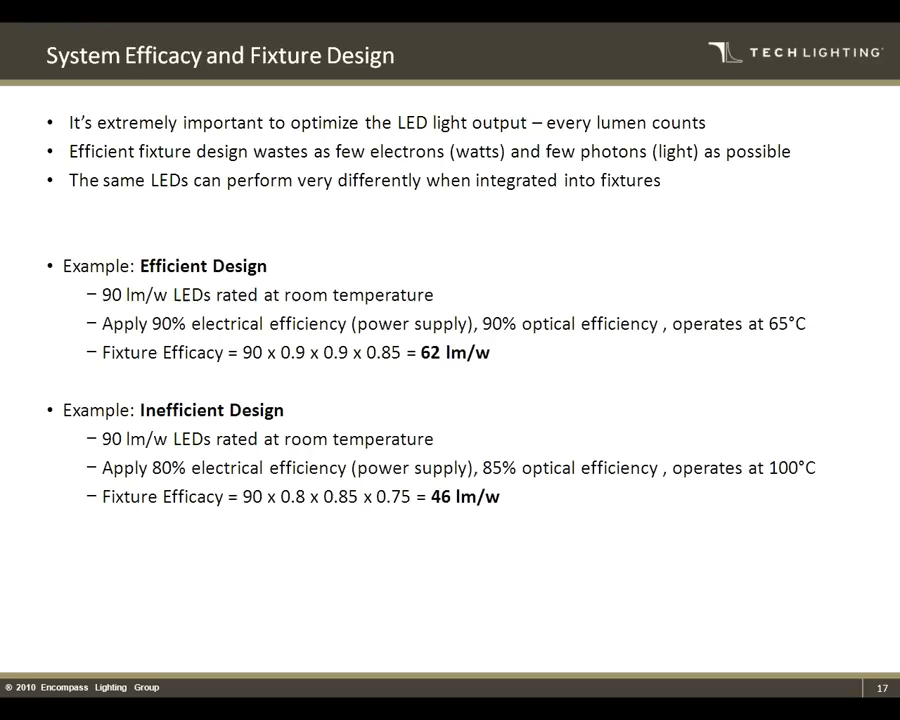 System Efficacy and Fixture Design
TECH LIGHTING
• It's extremely important to optimize the LED light output – every lumen counts
• Efficient fixture design wastes as few electrons (watts) and few photons (light) as possible
• The same LEDs can perform very differently when integrated into fixtures
• Example: Efficient Design
– 90 lm/w LEDs rated at room temperature
– Apply 90% electrical efficiency (power supply), 90% optical efficiency , operates at 65°C
– Fixture Efficacy = 90 x 0.9 x 0.9 x 0.85 = 62 lm/w
• Example: Inefficient Design
– 90 lm/w LEDs rated at room temperature
– Apply 80% electrical efficiency (power supply), 85% optical efficiency , operates at 100°C
– Fixture Efficacy = 90 x 0.8 x 0.85 x 0.75 = 46 lm/w
® 2010 Encompass Lighting Group
17